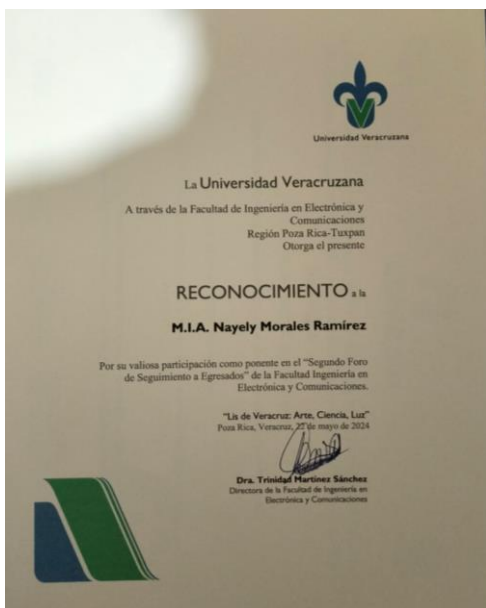 Universidad Veracruzana
La Universidad Veracruzana
A través de la Facultad de Ingeniería en Electrónica y
Comunicaciones
Región Poza Rica-Tuxpan
Otorga el presente
RECONOCIMIENTO a la
M.I.A. Nayely Morales Ramírez
Por su valiosa participación como ponente en el "Segundo Foro
de Seguimiento a Egresados" de la Facultad Ingeniería en
Electrónica y Comunicaciones.
"Lis de Veracruz: Arte, Ciencia, Luz"
Poza Rica, Veracruz, 22 de mayo de 2024
Dra. Trinidad Martínez Sánchez
Directora de la Facultad de Ingeniería en
Electrónica y Comunicaciones